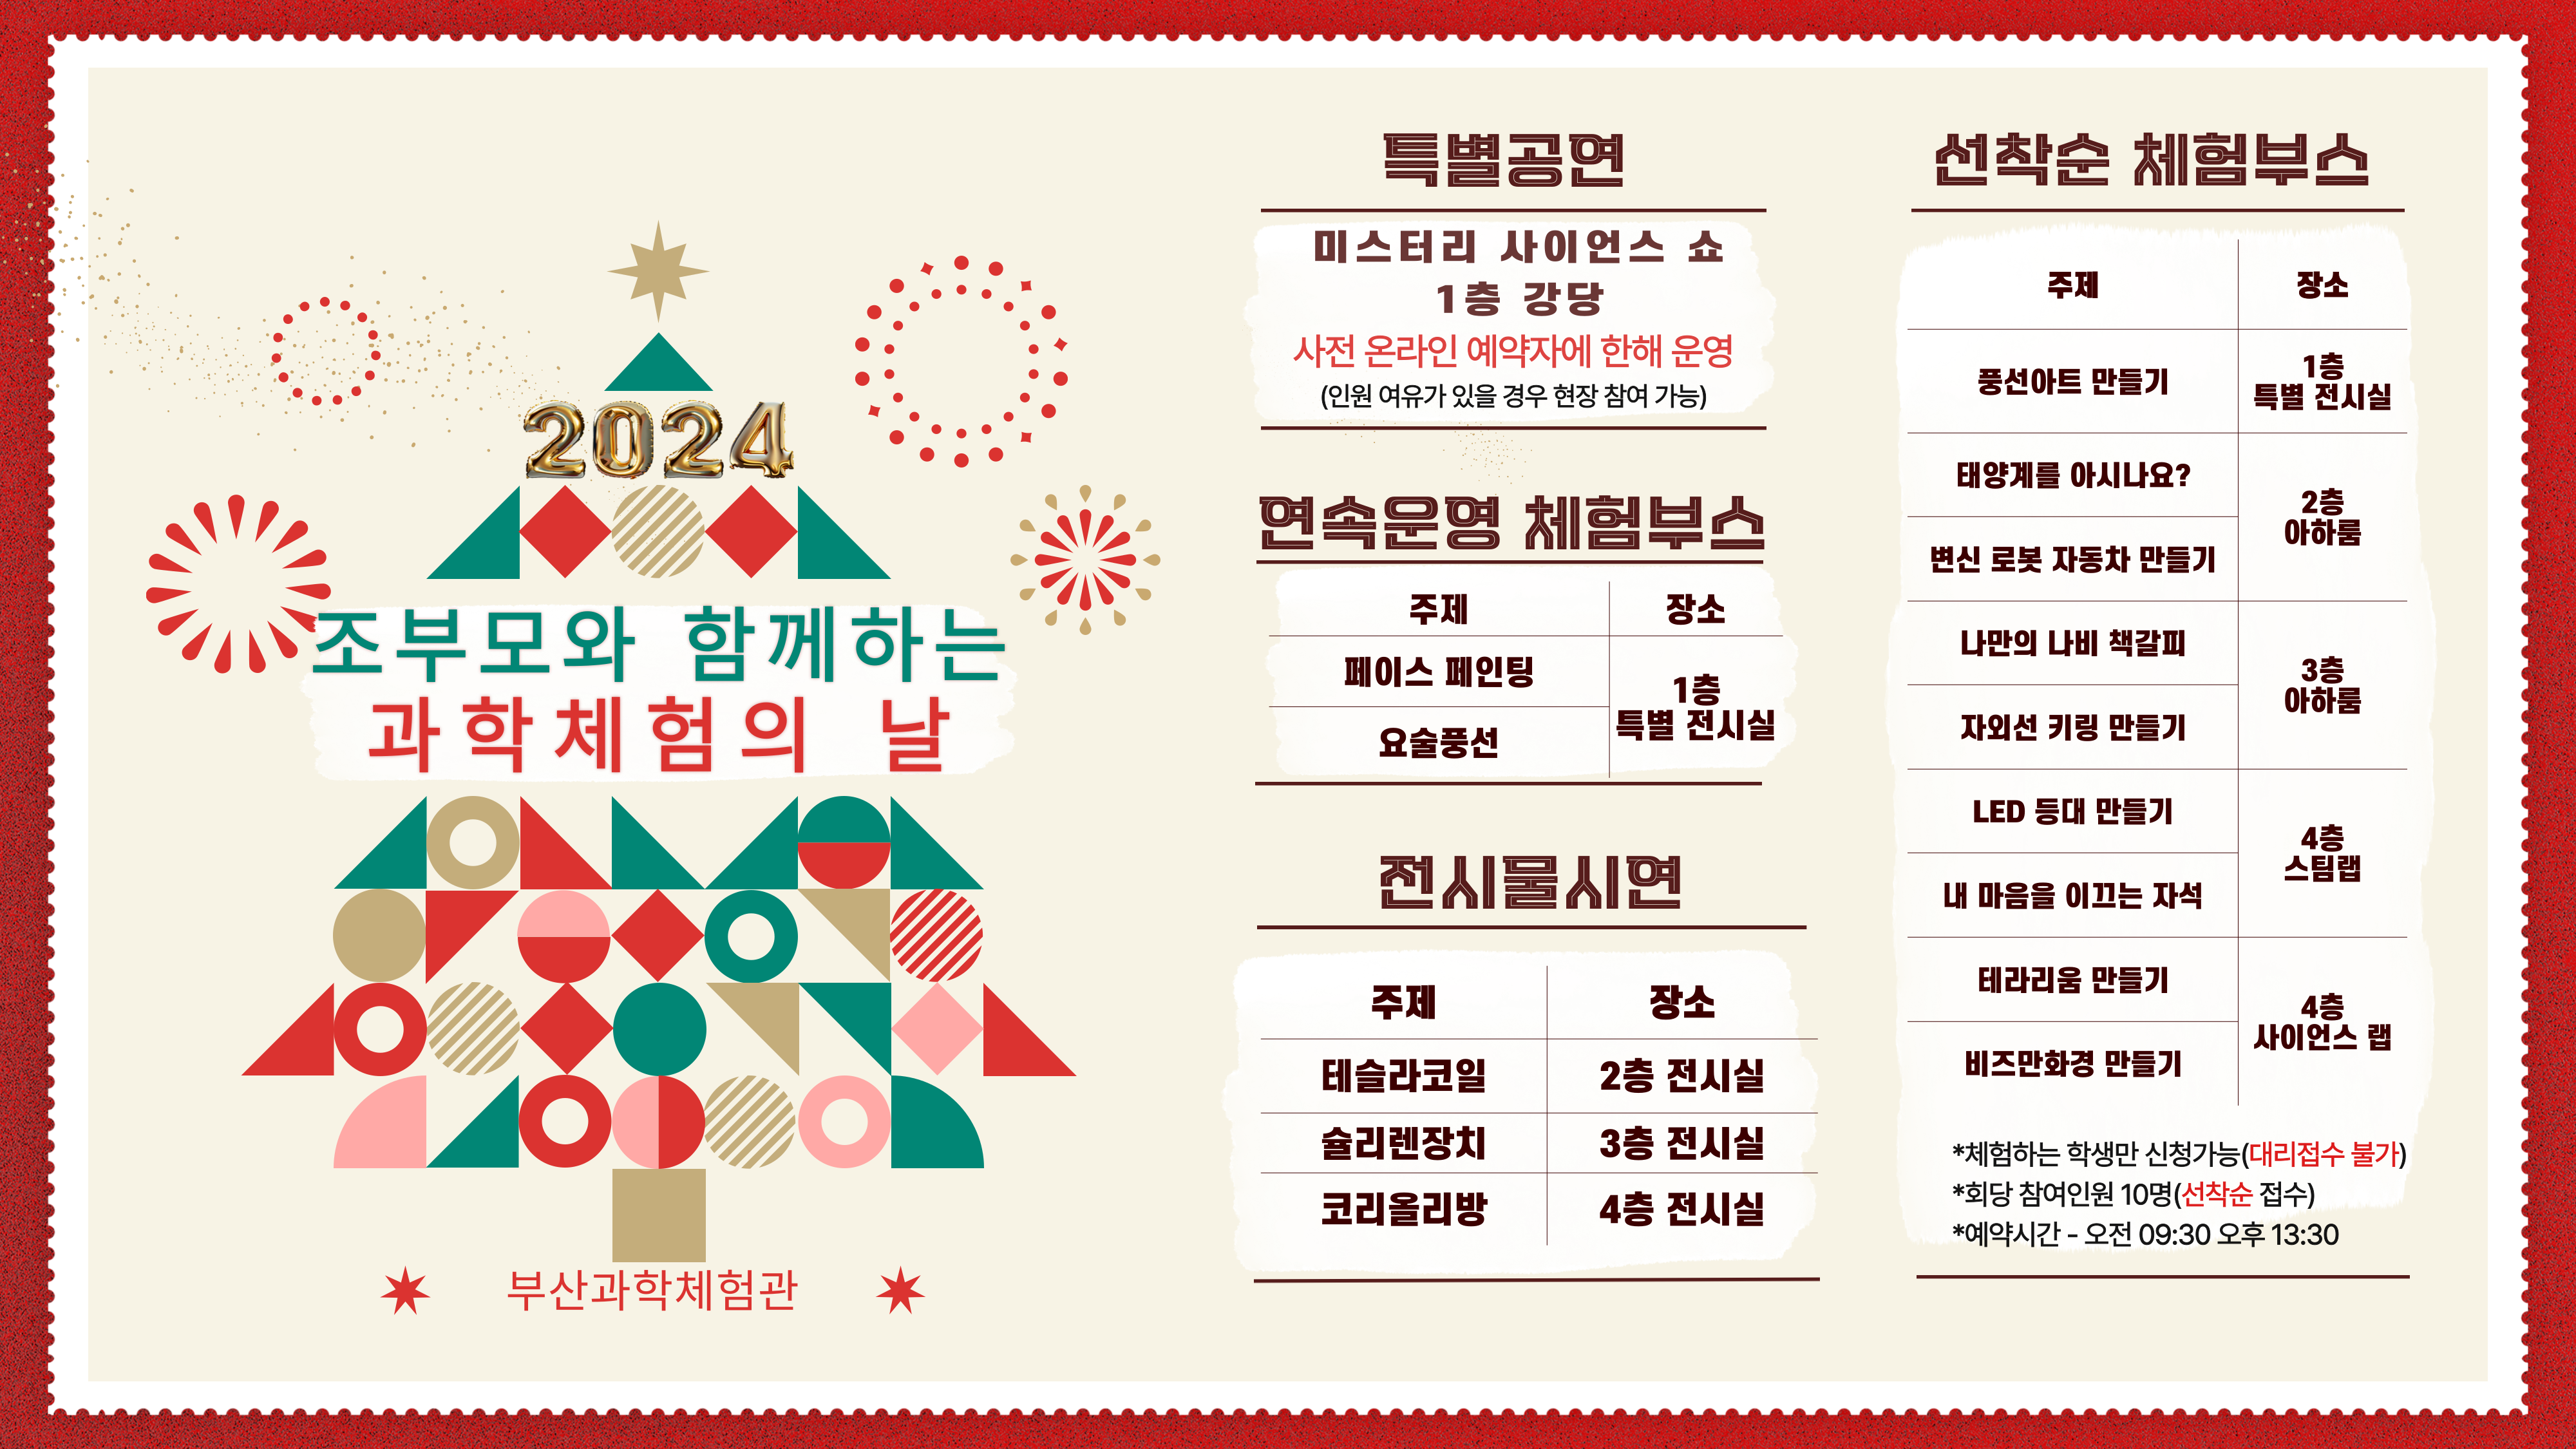 2024
조부모와 함께하는
과학체험의 날
부산과학체험관
특별공연
미스터리 사이언스 쇼
1층 강당
사전 온라인 예약자에 한해 운영
(인원 여유가 있을 경우 현장 참여 가능)
연속운영 체험부스
주제 장소
페이스 페인팅
요술풍선
1층
특별 전시실
전시물시연
주제 장소
테슬라코일 2층 전시실
슐리렌장치 3층 전시실
코리올리방 4층 전시실
선착순 체험부스
주제 장소
풍선아트 만들기
1층
특별 전시실
태양계를 아시나요?
변신 로봇 자동차 만들기
2층
아하룸
나만의 나비 책갈피
자외선 키링 만들기
3층
아하룸
LED 등대 만들기
내 마음을 이끄는 자석
4층
스팀랩
테라리움 만들기
비즈만화경 만들기
4층
사이언스 랩
*체험하는 학생만 신청가능(대리접수 불가)
*회당 참여인원 10명(선착순 접수)
*예약시간 - 오전 09:30 오후 13:30